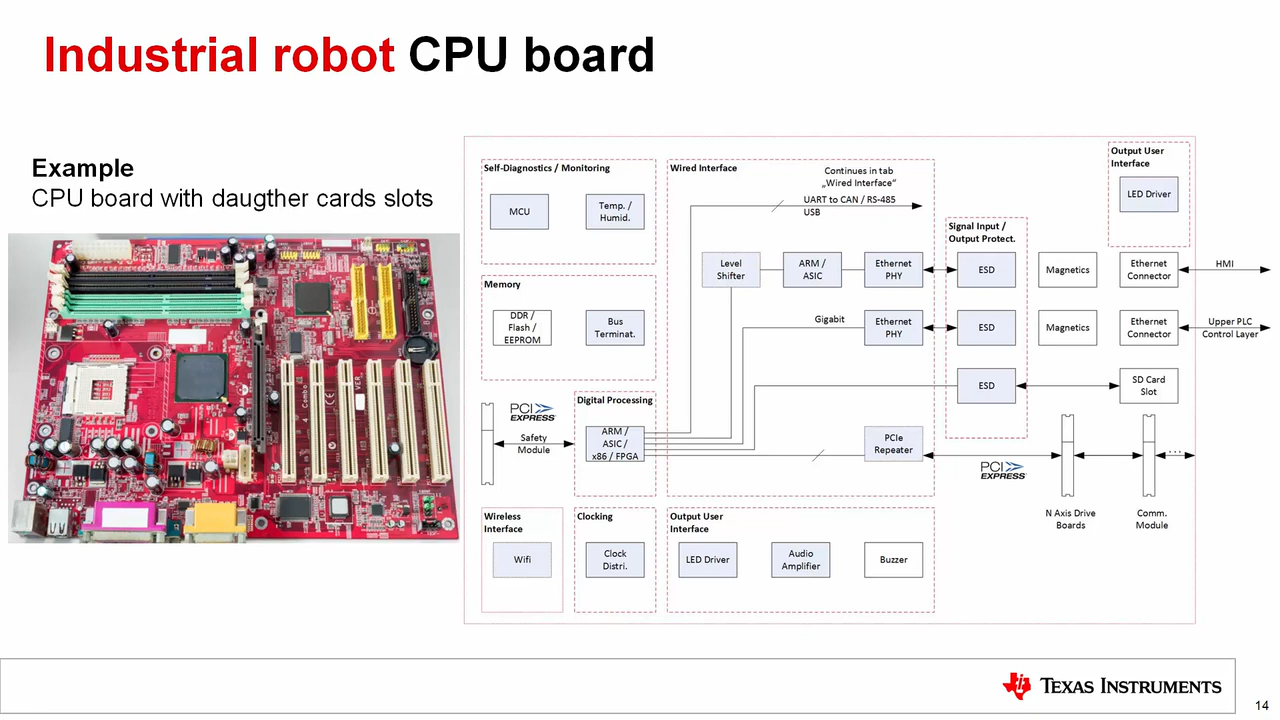 Industrial robot CPU board
Example
CPU board with daugther cards slots
Self-Diagnostics / Monitoring
MCU
Temp. /
Humid.
Memory
DDR /
Flash /
EEPROM
Bus
Terminat.
Digital Processing
ARM /
ASIC /
x86 / FPGA
PCI
EXPRESS
Safety
Module
Wireless
Interface
Wifi
Clocking
Clock
Distri.
Wired Interface
Continues in tab
„Wired Interface“
UART to CAN / RS-485
USB
Level
Shifter
ARM /
ASIC
Ethernet
PHY
Gigabit
Ethernet
PHY
PCIe
Repeater
Output User
Interface
LED Driver
Audio
Amplifier
Buzzer
Signal Input /
Output Protect.
ESD
ESD
ESD
Magnetics
Magnetics
Output User
Interface
LED Driver
Ethernet
Connector
Ethernet
Connector
SD Card
Slot
HMI
Upper PLC
Control Layer
PCI
EXPRESS
N Axis Drive
Boards
Comm.
Module
...
4 Combo
CE
VER
TEXAS INSTRUMENTS
14